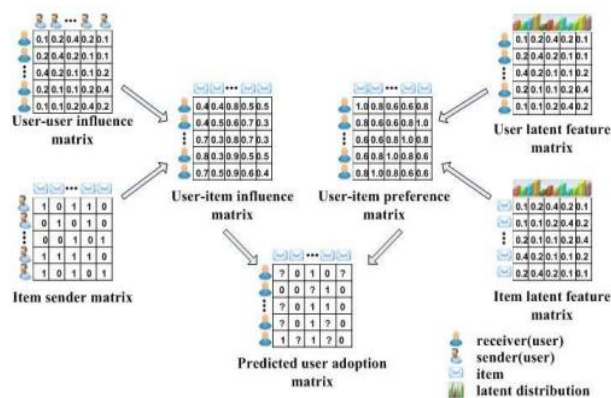 0.1 0.2 0.4 0.2 0.1
0.2 0.4 0.2 0.1 0.1
0.4 0.2 0.1 0.1 0.2
0.2 0.1 0.1 0.2 0.4
0.1 0.1 0.2 0.4 0.2
User-user influence
matrix
1 0 1 1 0
0 1 0 1 0
0 0 1 0 1
1 1 1 1 0
1 0 1 0 1
Item sender matrix
0.4 0.4 0.8 0.5 0.5
0.4 0.5 0.6 0.7 0.3
0.7 0.3 0.8 0.7 0.3
0.8 0.3 0.9 0.5 0.5
0.7 0.5 0.9 0.6 0.4
User-item influence
matrix
1.0 0.8 0.6 0.6 0.8
0.8 0.6 0.6 0.8 1.0
0.6 0.6 0.8 1.0 0.8
0.6 0.8 1.0 0.8 0.6
0.8 1.0 0.8 0.6 0.6
User-item preference
matrix
0.1 0.2 0.4 0.2 0.1
0.2 0.4 0.2 0.1 0.1
0.4 0.2 0.1 0.1 0.2
0.2 0.1 0.1 0.2 0.4
0.1 0.1 0.2 0.4 0.2
User latent feature
matrix
0.1 0.2 0.4 0.2 0.1
0.1 0.1 0.2 0.4 0.2
0.2 0.1 0.1 0.2 0.4
0.4 0.2 0.1 0.1 0.2
0.2 0.4 0.2 0.1 0.1
Item latent feature
matrix
? 0 1 0 ?
0 0 ? 1 0
? 0 1 1 0
0 ? ? 0
1 ? 1 ? 0
Predicted user adoption
matrix
receiver(user)
sender(user)
item
latent distribution